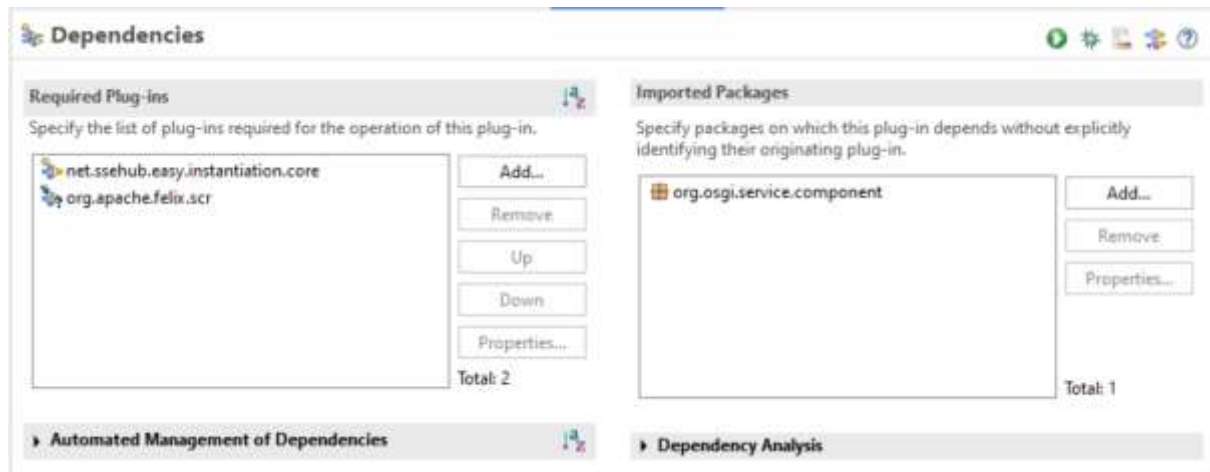 Dependencies
Required Plug-ins
Specify the list of plug-ins required for the operation of this plug-in.
net.ssehub.easy.instantiation.core
org.apache.felix.scr
Add...
Remove
Up
Down
Properties...
Total: 2
Automated Management of Dependencies
Imported Packages
Specify packages on which this plug-in depends without explicitly
identifying their originating plug-in.
org.osgi.service.component
Add...
Remove
Properties...
Total: 1
Dependency Analysis